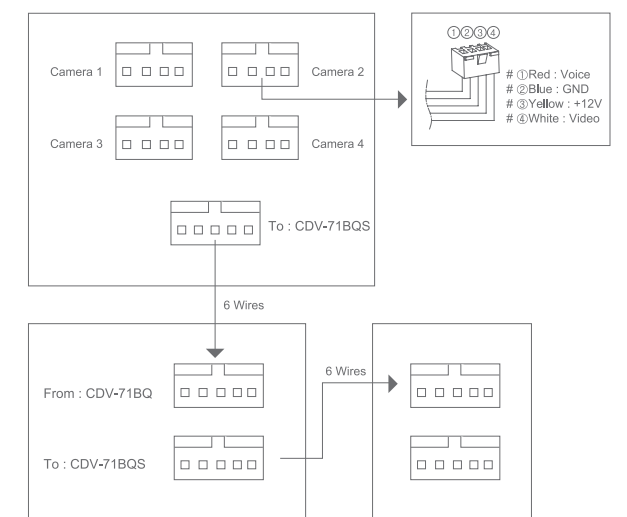 Camera 1
Camera 2
①②③④
# ①Red : Voice
# ②Blue : GND
# ③Yellow : +12V
# ④White : Video
Camera 3
Camera 4
To : CDV-71BQS
6 Wires
From : CDV-71BQ
6 Wires
To : CDV-71BQS